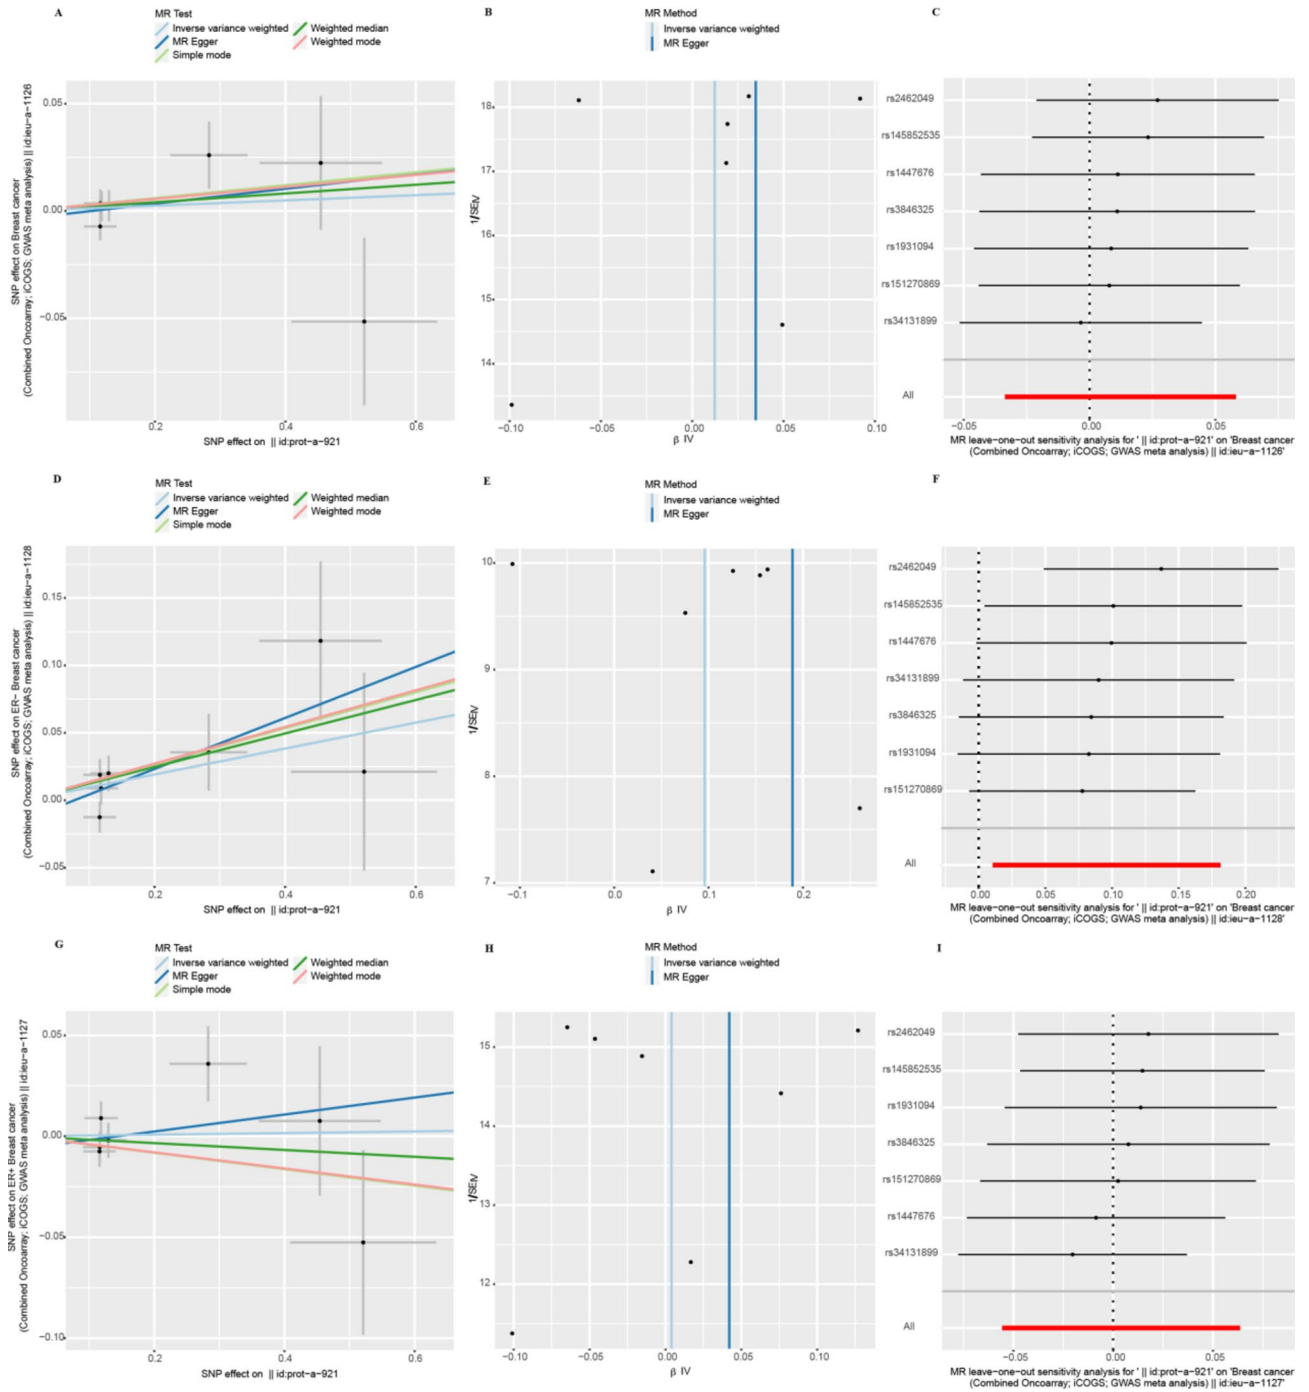 A
MR Test
Inverse variance weighted
Weighted median
MR Egger
Weighted mode
Simple mode
SNP effect on Breast cancer
(Combined Oncoarray; iCOGS; GWAS meta analysis) || id:ieu−a−1126
0.05
0.00
−0.05
0.2
0.4
0.6
SNP effect on || id:prot−a−921
B
MR Method
Inverse variance weighted
MR Egger
1/SEIV
18
17
16
15
14
−0.10
−0.05
0.00
0.05
0.10
β IV
C
rs2462049
rs145852535
rs1447676
rs3846325
rs1931094
rs151270869
rs34131899
All
−0.05
0.00
0.05
MR leave−one−out sensitivity analysis for ' || id:prot−a−921' on 'Breast cancer
(Combined Oncoarray; iCOGS; GWAS meta analysis) || id:ieu−a−1126'
D
MR Test
Inverse variance weighted
Weighted median
MR Egger
Weighted mode
Simple mode
SNP effect on ER− Breast cancer
(Combined Oncoarray; iCOGS; GWAS meta analysis) || id:ieu−a−1128
0.15
0.10
0.05
0.00
−0.05
0.2
0.4
0.6
SNP effect on || id:prot−a−921
E
MR Method
Inverse variance weighted
MR Egger
1/SEIV
10
9
8
7
−0.1
0.0
0.1
0.2
β IV
F
rs2462049
rs145852535
rs1447676
rs34131899
rs3846325
rs1931094
rs151270869
All
0.00
0.05
0.10
0.15
0.20
MR leave−one−out sensitivity analysis for ' || id:prot−a−921' on 'Breast cancer
(Combined Oncoarray; iCOGS; GWAS meta analysis) || id:ieu−a−1128'
G
MR Test
Inverse variance weighted
Weighted median
MR Egger
Weighted mode
Simple mode
SNP effect on ER+ Breast cancer
(Combined Oncoarray; iCOGS; GWAS meta analysis) || id:ieu−a−1127
0.05
0.00
−0.05
−0.10
0.2
0.4
0.6
SNP effect on || id:prot−a−921
H
MR Method
Inverse variance weighted
MR Egger
1/SEIV
15
14
13
12
−0.10
−0.05
0.00
0.05
0.10
β IV
I
rs2462049
rs145852535
rs1931094
rs3846325
rs151270869
rs1447676
rs34131899
All
−0.05
0.00
0.05
MR leave−one−out sensitivity analysis for ' || id:prot−a−921' on 'Breast cancer
(Combined Oncoarray; iCOGS; GWAS meta analysis) || id:ieu−a−1127'